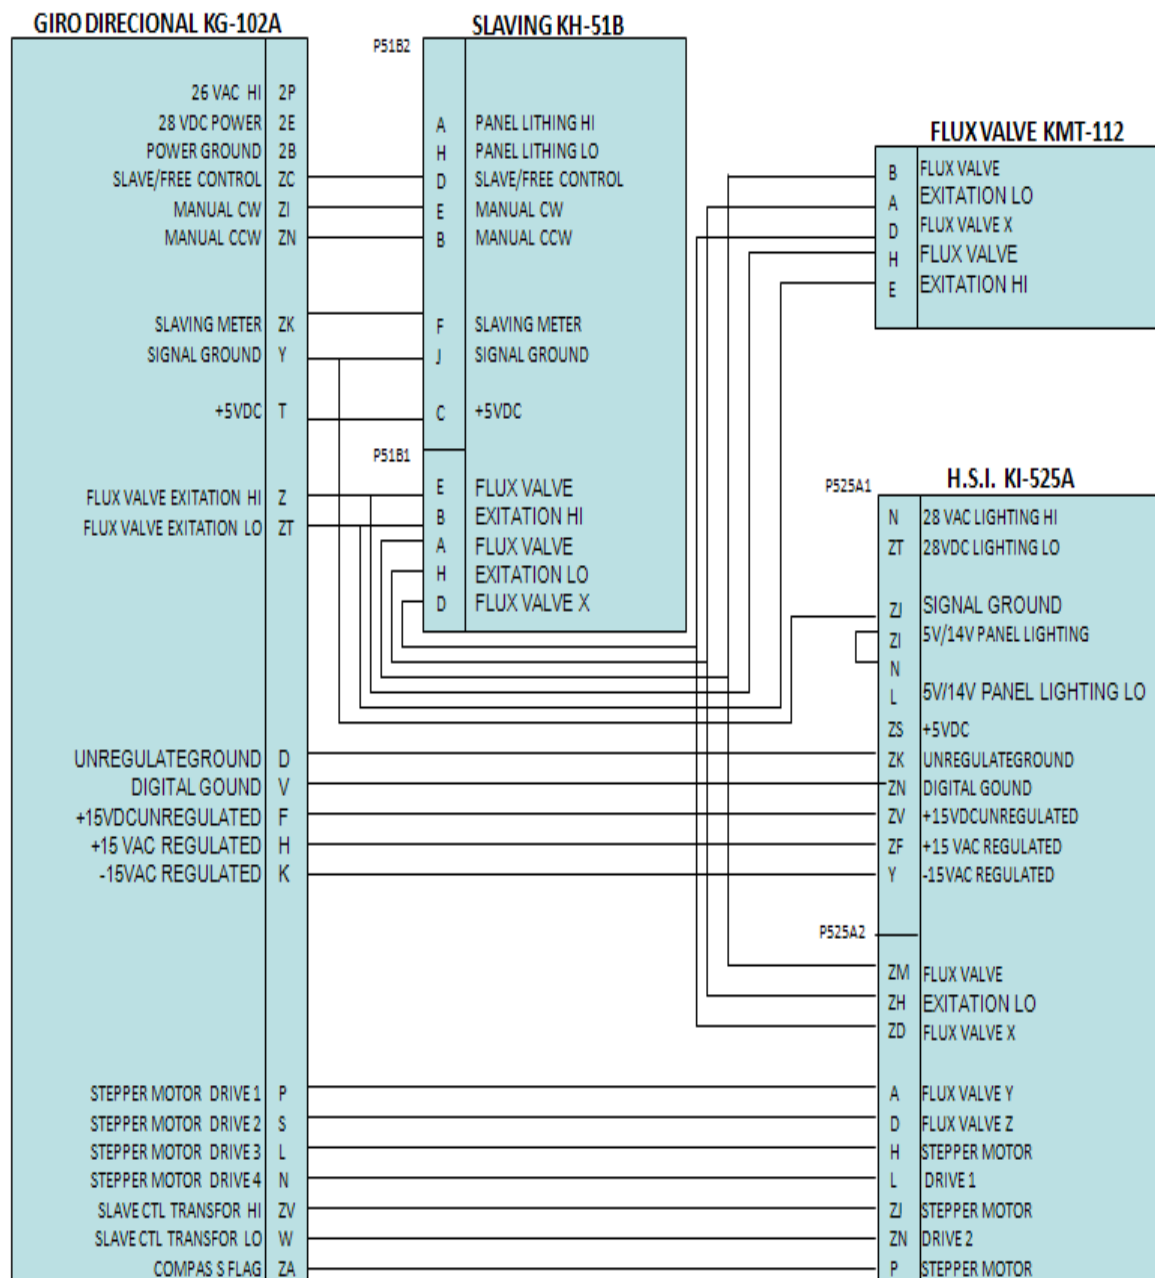 GIRO DIRECIONAL KG-102A
26 VAC HI 2P
28 VDC POWER 2E
POWER GROUND 2B
SLAVE/FREE CONTROL ZC
MANUAL CW ZI
MANUAL CCW ZN
SLAVING METER ZK
SIGNAL GROUND Y
+5VDC T
FLUX VALVE EXITATION HI Z
FLUX VALVE EXITATION LO ZT
UNREGULATEGROUND D
DIGITAL GOUND V
+15VDCUNREGULATED F
+15 VAC REGULATED H
-15VAC REGULATED K
STEPPER MOTOR DRIVE 1 P
STEPPER MOTOR DRIVE 2 S
STEPPER MOTOR DRIVE 3 L
STEPPER MOTOR DRIVE 4 N
SLAVE CTL TRANSFOR HI ZV
SLAVE CTL TRANSFOR LO W
COMPAS S FLAG ZA
SLAVING KH-51B
P51B2
A PANEL LITHING HI
H PANEL LITHING LO
D SLAVE/FREE CONTROL
E MANUAL CW
B MANUAL CCW
F SLAVING METER
J SIGNAL GROUND
C +5VDC
P51B1
E FLUX VALVE
B EXITATION HI
A FLUX VALVE
H EXITATION LO
D FLUX VALVE X
FLUX VALVE KMT-112
B FLUX VALVE
A EXITATION LO
D FLUX VALVE X
H FLUX VALVE
E EXITATION HI
H.S.I. KI-525A
P525A1
N 28 VAC LIGHTING HI
ZT 28VDC LIGHTING LO
ZJ SIGNAL GROUND
ZI 5V/14V PANEL LIGHTING
N
L 5V/14V PANEL LIGHTING LO
ZS +5VDC
ZK UNREGULATEGROUND
ZN DIGITAL GOUND
ZV +15VDCUNREGULATED
ZF +15 VAC REGULATED
Y -15VAC REGULATED
P525A2
ZM FLUX VALVE
ZH EXITATION LO
ZD FLUX VALVE X
A FLUX VALVE Y
D FLUX VALVE Z
H STEPPER MOTOR
L DRIVE 1
ZJ STEPPER MOTOR
ZN DRIVE 2
P STEPPER MOTOR